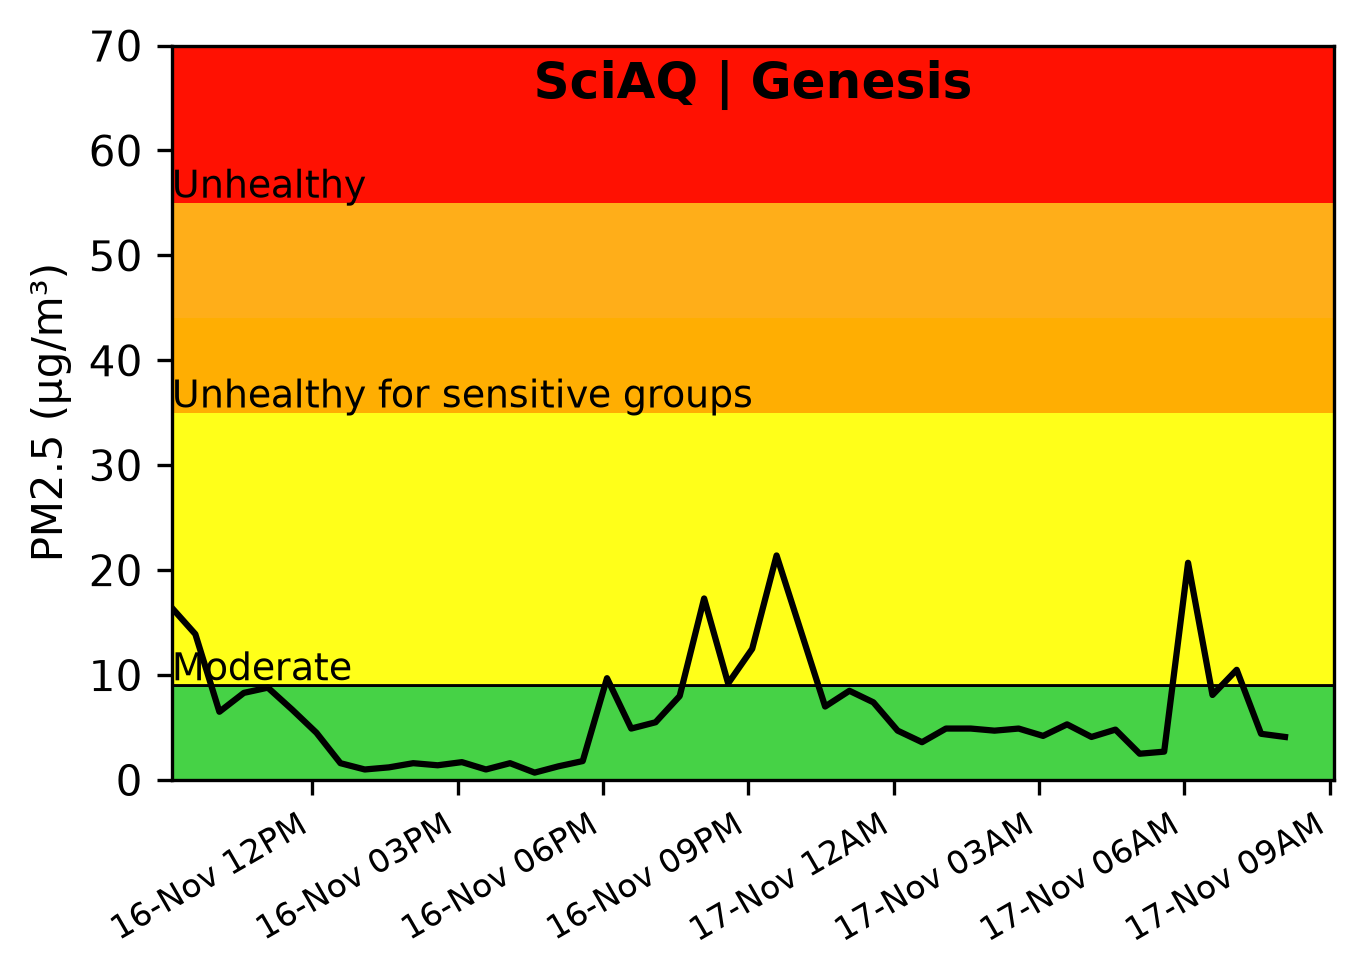 SciAQ | Genesis
70
60
Unhealthy
50
40
Unhealthy for sensitive groups
30
20
Moderate
10
0
PM2.5 (µg/m³)
16-Nov 12PM
16-Nov 03PM
16-Nov 06PM
16-Nov 09PM
17-Nov 12AM
17-Nov 03AM
17-Nov 06AM
17-Nov 09AM